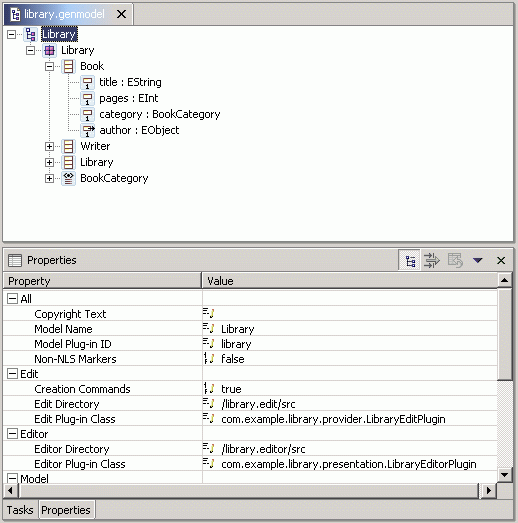 library.genmodel
Library
Library
Book
title : EString
pages : EInt
category : BookCategory
author : EObject
Writer
Library
BookCategory
Properties
Property Value
All
Copyright Text
Model Name Library
Model Plug-in ID library
Non-NLS Markers false
Edit
Creation Commands true
Edit Directory /library.edit/src
Edit Plug-in Class com.example.library.provider.LibraryEditPlugin
Editor
Editor Directory /library.editor/src
Editor Plug-in Class com.example.library.presentation.LibraryEditorPlugin
Model
Tasks Properties